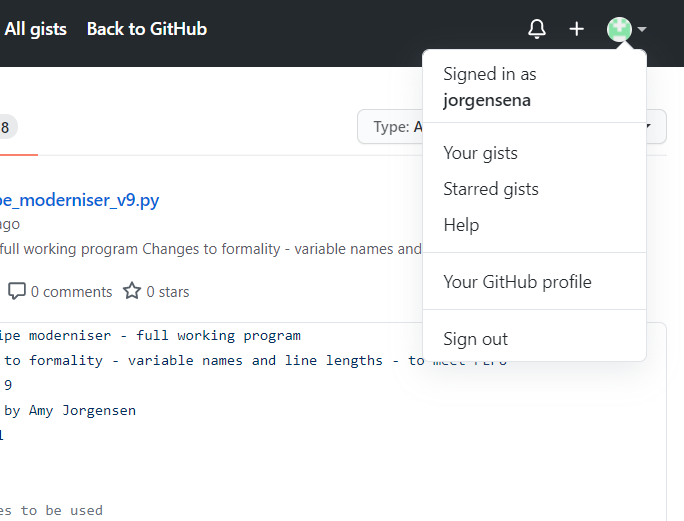 All gists Back to GitHub
Signed in as
jorgensena
8
Type: A
Your gists
Starred gists
Help
Your GitHub profile
Sign out
pe_moderniser_v9.py
ago
full working program Changes to formality - variable names and
0 comments 0 stars
ipe moderniser - full working program
to formality - variable names and line lengths - to meet
9
by Amy Jorgensen
es to be used